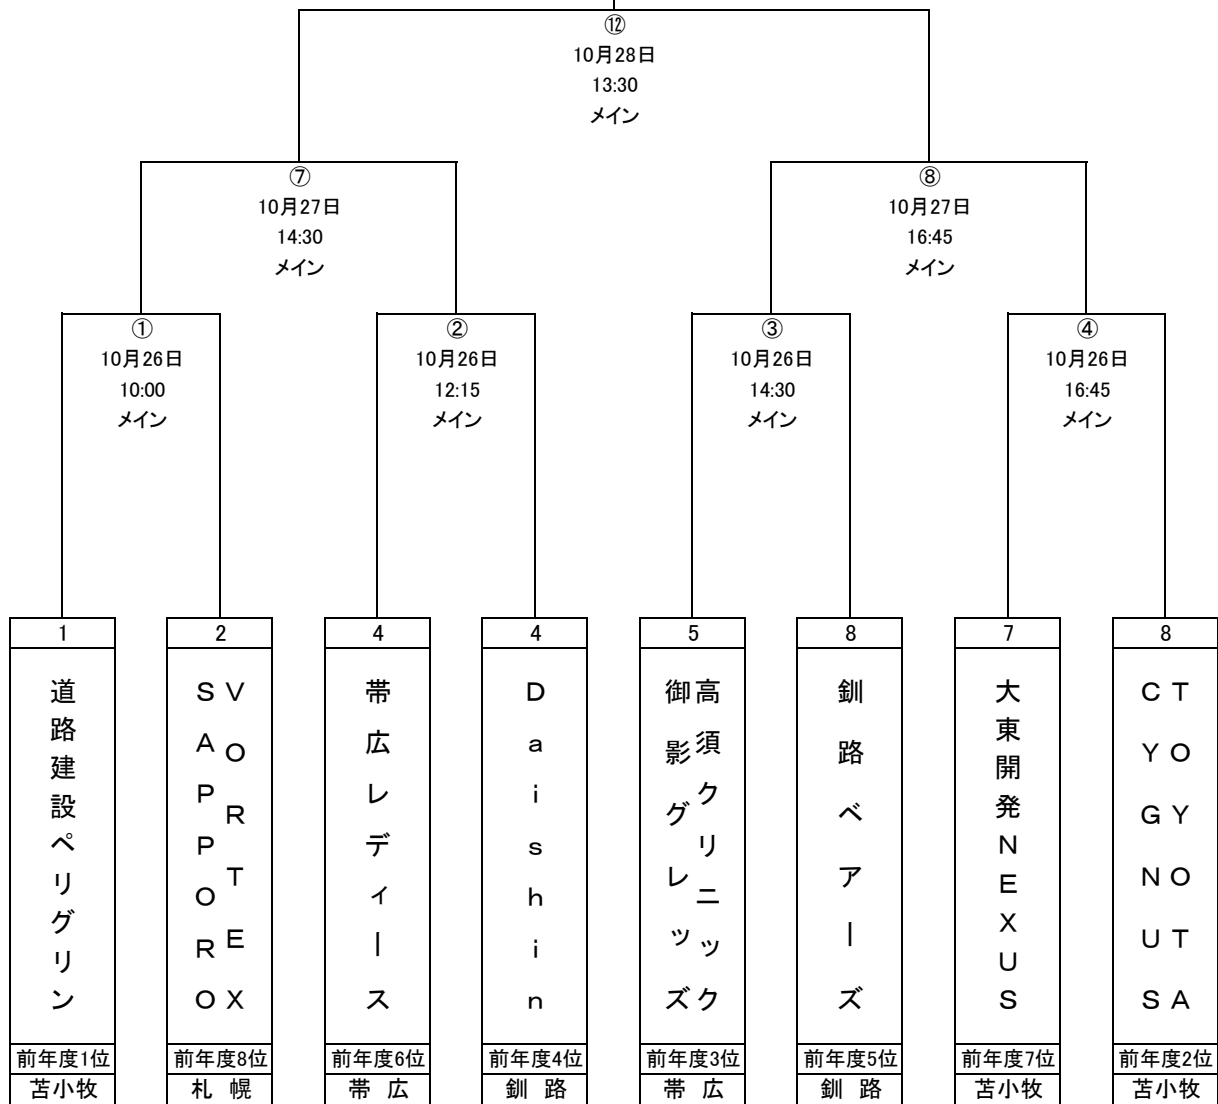 ⑫
10月28日
13:30
メイン
⑦
10月27日
14:30
メイン
⑧
10月27日
16:45
メイン
①
10月26日
10:00
メイン
②
10月26日
12:15
メイン
③
10月26日
14:30
メイン
④
10月26日
16:45
メイン
1
道路建設ペリグリン
前年度1位
苫小牧
2
VORTEX
SAPPORO
前年度8位
札幌
4
帯広レディース
前年度6位
帯広
4
Daishin
前年度4位
釧路
5
高須クリニック
御影グレッズ
前年度3位
帯広
8
釧路ベアーズ
前年度5位
釧路
7
大東開発NEXUS
前年度7位
苫小牧
8
TOYOTA
CYGNUS
前年度2位
苫小牧